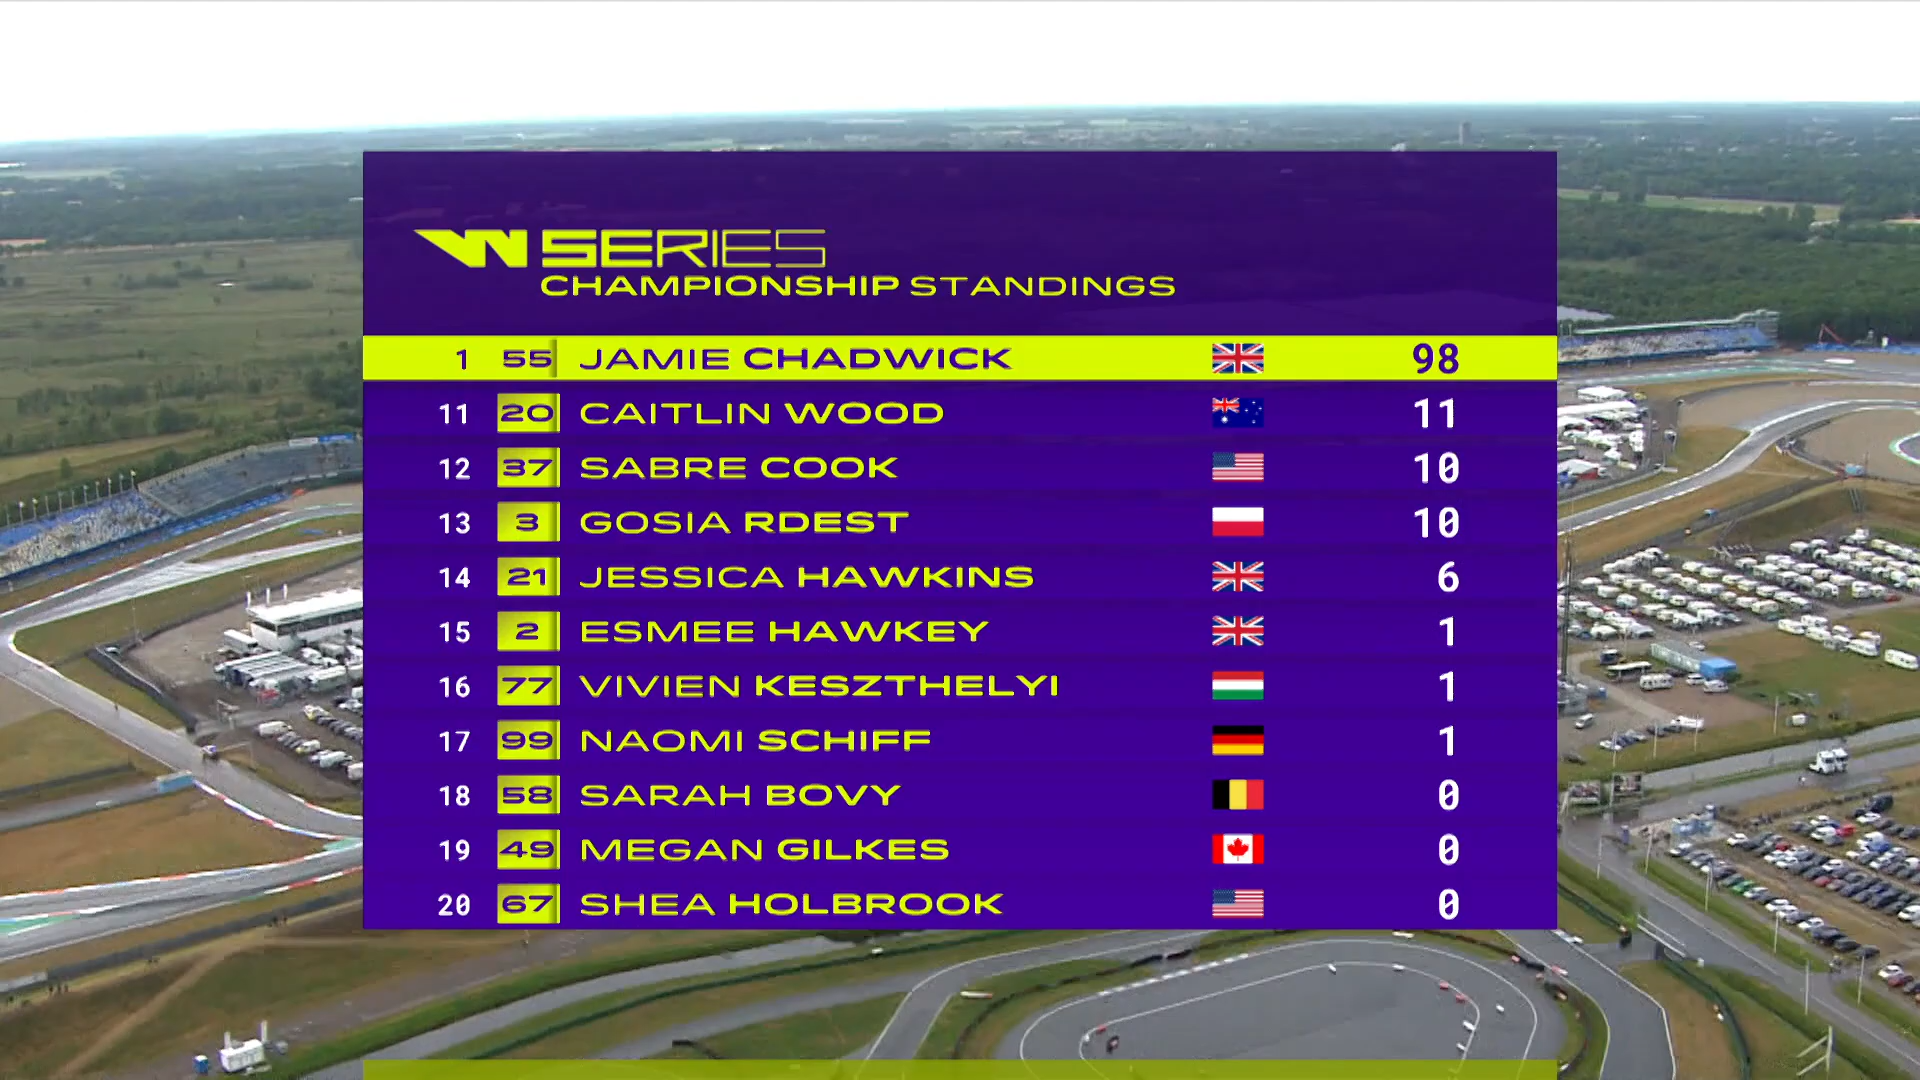 W SERIES
CHAMPIONSHIP STANDINGS
1 55 JAMIE CHADWICK 98
11 20 CAITLIN WOOD 11
12 37 SABRE COOK 10
13 3 GOSIA RDEST 10
14 21 JESSICA HAWKINS 6
15 2 ESMEE HAWKEY 1
16 77 VIVIEN KESZTHELYI 1
17 99 NAOMI SCHIFF 1
18 58 SARAH BOVY 0
19 49 MEGAN GILKES 0
20 67 SHEA HOLBROOK 0